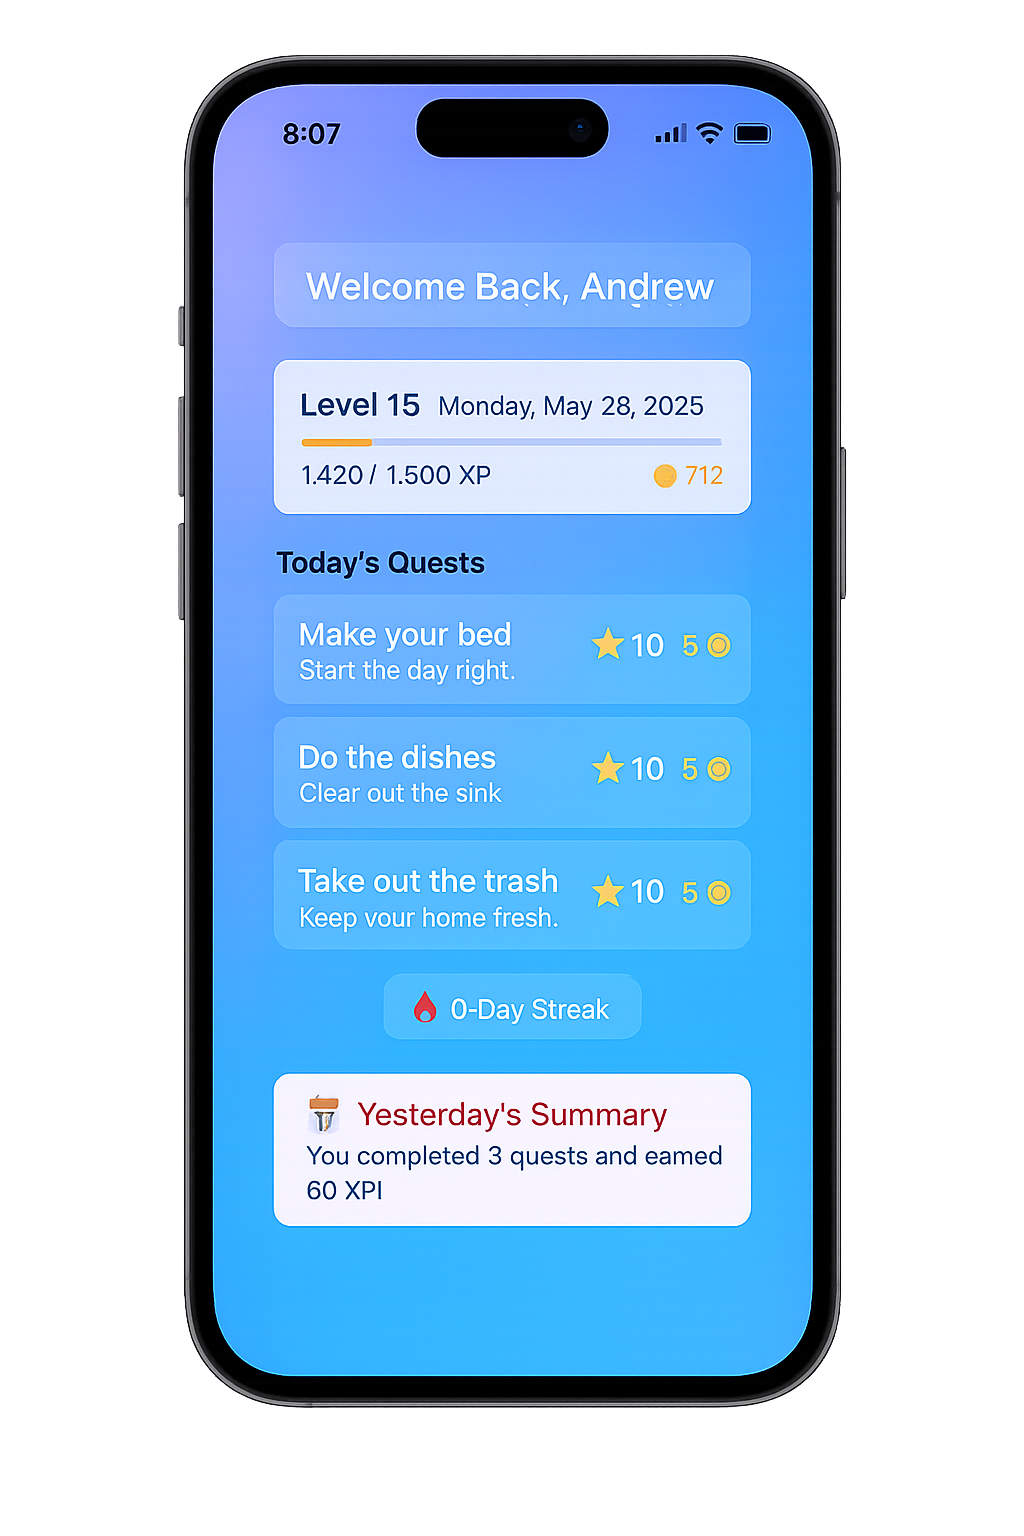 8:07
Welcome Back, Andrew
Level 15 Monday, May 28, 2025
1.420 / 1.500 XP 712
Today's Quests
Make your bed 10 5
Start the day right.
Do the dishes 10 5
Clear out the sink
Take out the trash 10 5
Keep vour home fresh.
0-Day Streak
Yesterday's Summary
You completed 3 quests and eamed
60 XPI